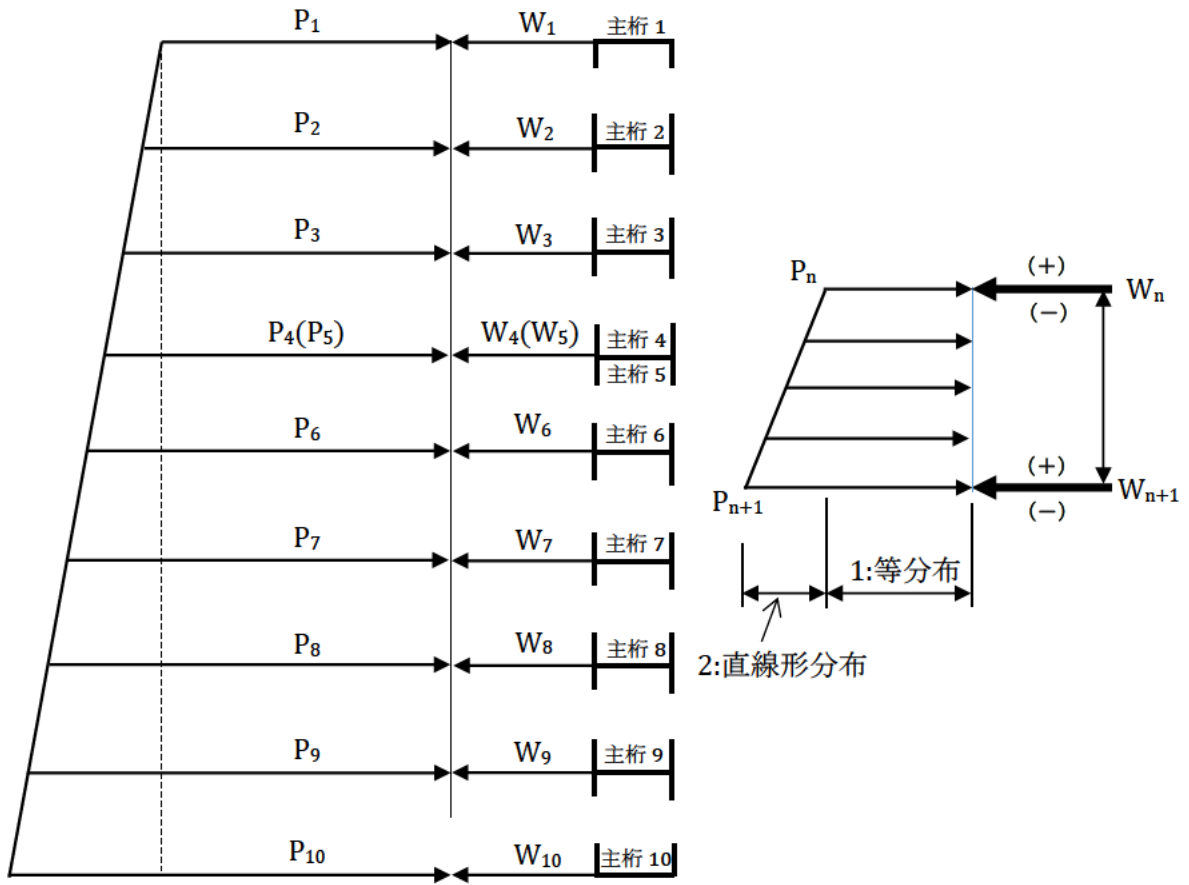 P1 W1 主桁 1
P2 W2 主桁 2
P3 W3 主桁 3
P4(P5) W4(W5) 主桁 4
主桁 5
P6 W6 主桁 6
P7 W7 主桁 7
P8 W8 主桁 8
P9 W9 主桁 9
P10 W10 主桁 10
Pn (+) Wn
(−)
Pn+1 (+) Wn+1
(−)
1:等分布
2:直線形分布